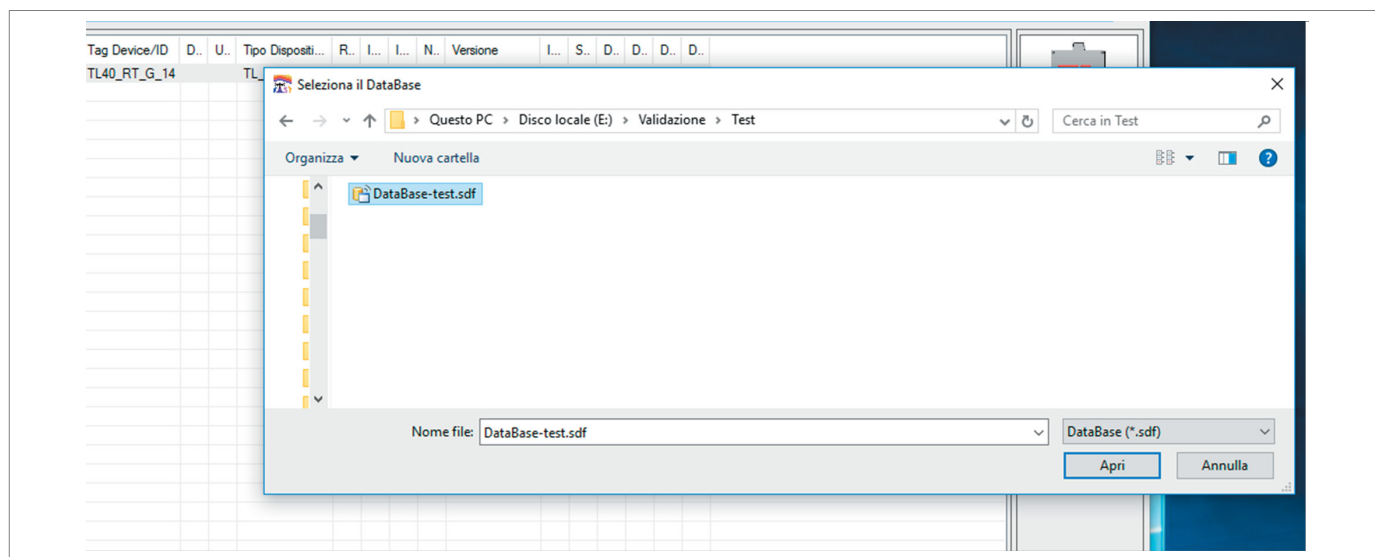 Tag Device/ID D.. U.. Tipo Dispositi... R.. I... I... N.. Versione I... S.. D.. D.. D.. D..
TL40_RT_G_14 TL_
Seleziona il DataBase
Questo PC > Disco locale (E:) > Validazione > Test
Cerca in Test
Organizza
Nuova cartella
DataBase-test.sdf
Nome file: DataBase-test.sdf
DataBase (*.sdf)
Apri
Annulla